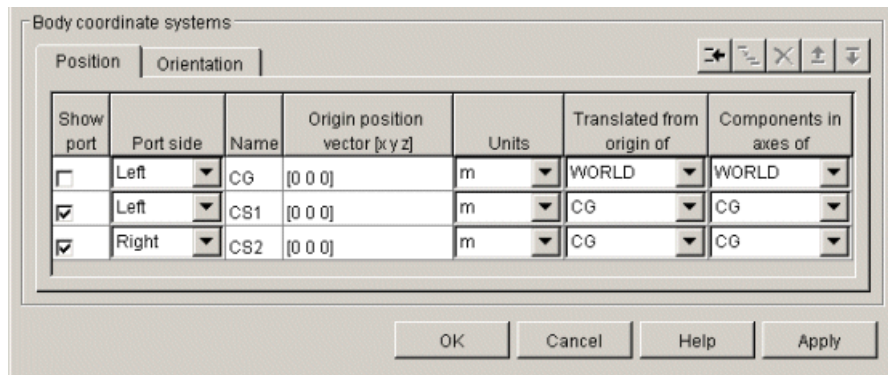 Body coordinate systems
Position Orientation
Show port Port side Name Origin position vector [x y z] Units Translated from origin of Components in axes of
Left CG [0 0 0] m WORLD WORLD
Left CS1 [0 0 0] m CG CG
Right CS2 [0 0 0] m CG CG
OK Cancel Help Apply